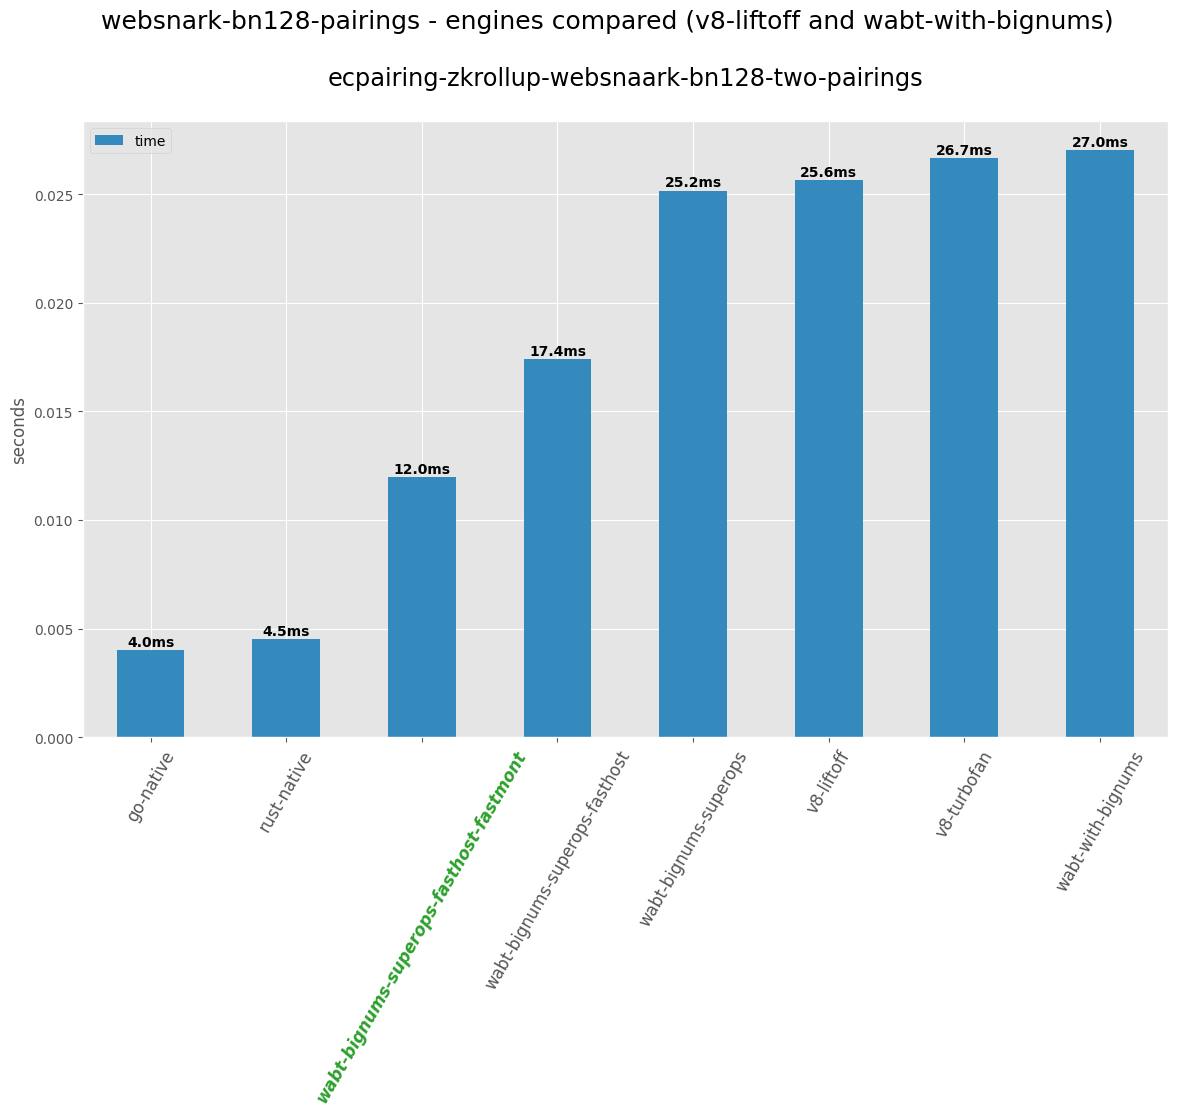 websnark-bn128-pairings - engines compared (v8-liftoff and wabt-with-bignums)
ecpairing-zkrollup-websnaark-bn128-two-pairings
time
seconds
0.025
0.020
0.015
0.010
0.005
0.000
4.0ms
4.5ms
12.0ms
17.4ms
25.2ms
25.6ms
26.7ms
27.0ms
go-native
rust-native
wabt-bignums-superops-fasthost-fastmont
wabt-bignums-superops-fasthost
wabt-bignums-superops
v8-liftoff
v8-turbofan
wabt-with-bignums